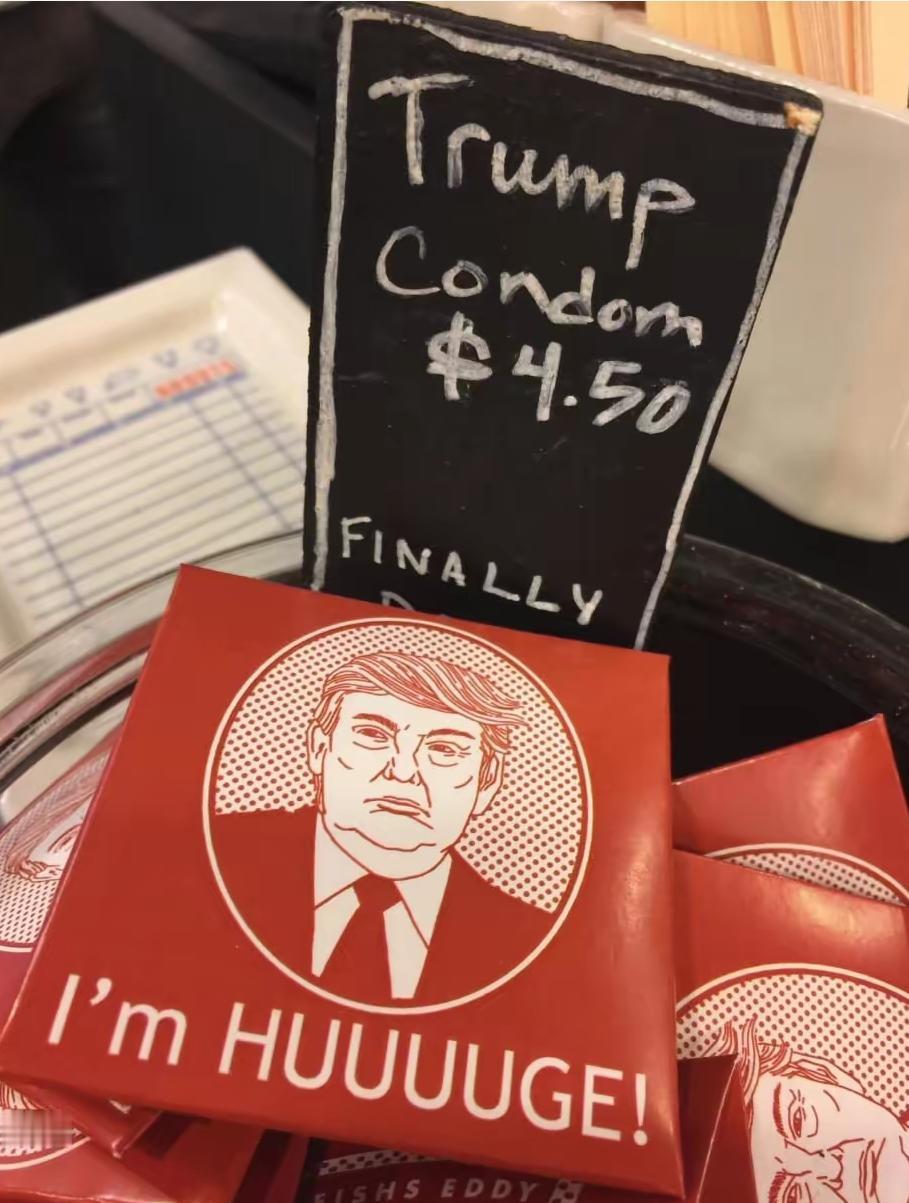 Trump
Condom
$4.50
FINALLY
I'm HUUUUGE!
FISHS EDDY